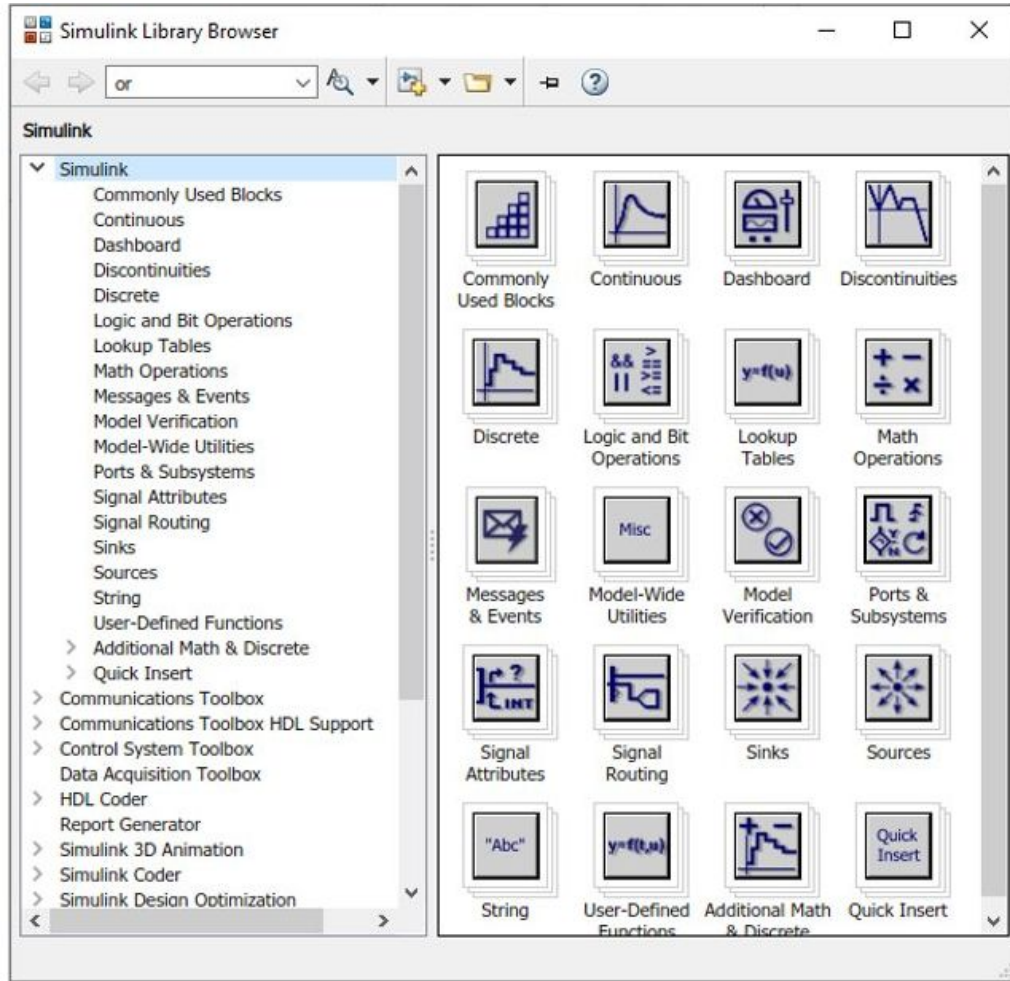 Simulink Library Browser
or
Simulink
Simulink
Commonly Used Blocks
Continuous
Dashboard
Discontinuities
Discrete
Logic and Bit Operations
Lookup Tables
Math Operations
Messages & Events
Model Verification
Model-Wide Utilities
Ports & Subsystems
Signal Attributes
Signal Routing
Sinks
Sources
String
User-Defined Functions
Additional Math & Discrete
Quick Insert
Communications Toolbox
Communications Toolbox HDL Support
Control System Toolbox
Data Acquisition Toolbox
HDL Coder
Report Generator
Simulink 3D Animation
Simulink Coder
Simulink Design Optimization
Commonly
Used Blocks
Continuous
Dashboard
Discontinuities
&& >
==
|| >=
<=
y=f(u)
+ -
÷ ×
Discrete
Logic and Bit
Operations
Lookup
Tables
Math
Operations
Misc
Y
N
Messages
& Events
Model-Wide
Utilities
Model
Verification
Ports &
Subsystems
?
INT
Signal
Attributes
Signal
Routing
Sinks
Sources
"Abc"
y=f(t,u)
+ -
Quick
Insert
String
User-Defined
Functions
Additional Math
& Discrete
Quick Insert